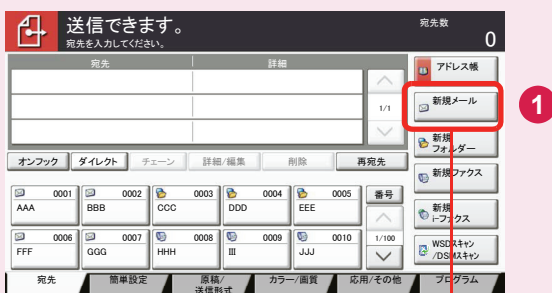 送信できます。
宛先を入力してください。
宛先数
0
宛先
詳細
1/1
アドレス帳
新規メール
1
新規
フォルダー
新規ファクス
新規
i-ファクス
WSDスキャン
/DSMスキャン
オンフック
ダイレクト
チェーン
詳細/編集
削除
再宛先
0001
AAA
0002
BBB
0003
CCC
0004
DDD
0005
EEE
番号
0006
FFF
0007
GGG
0008
HHH
0009
III
0010
JJJ
1/100
宛先
簡単設定
原稿/
送信形式
カラー/画質
応用/その他
プログラム